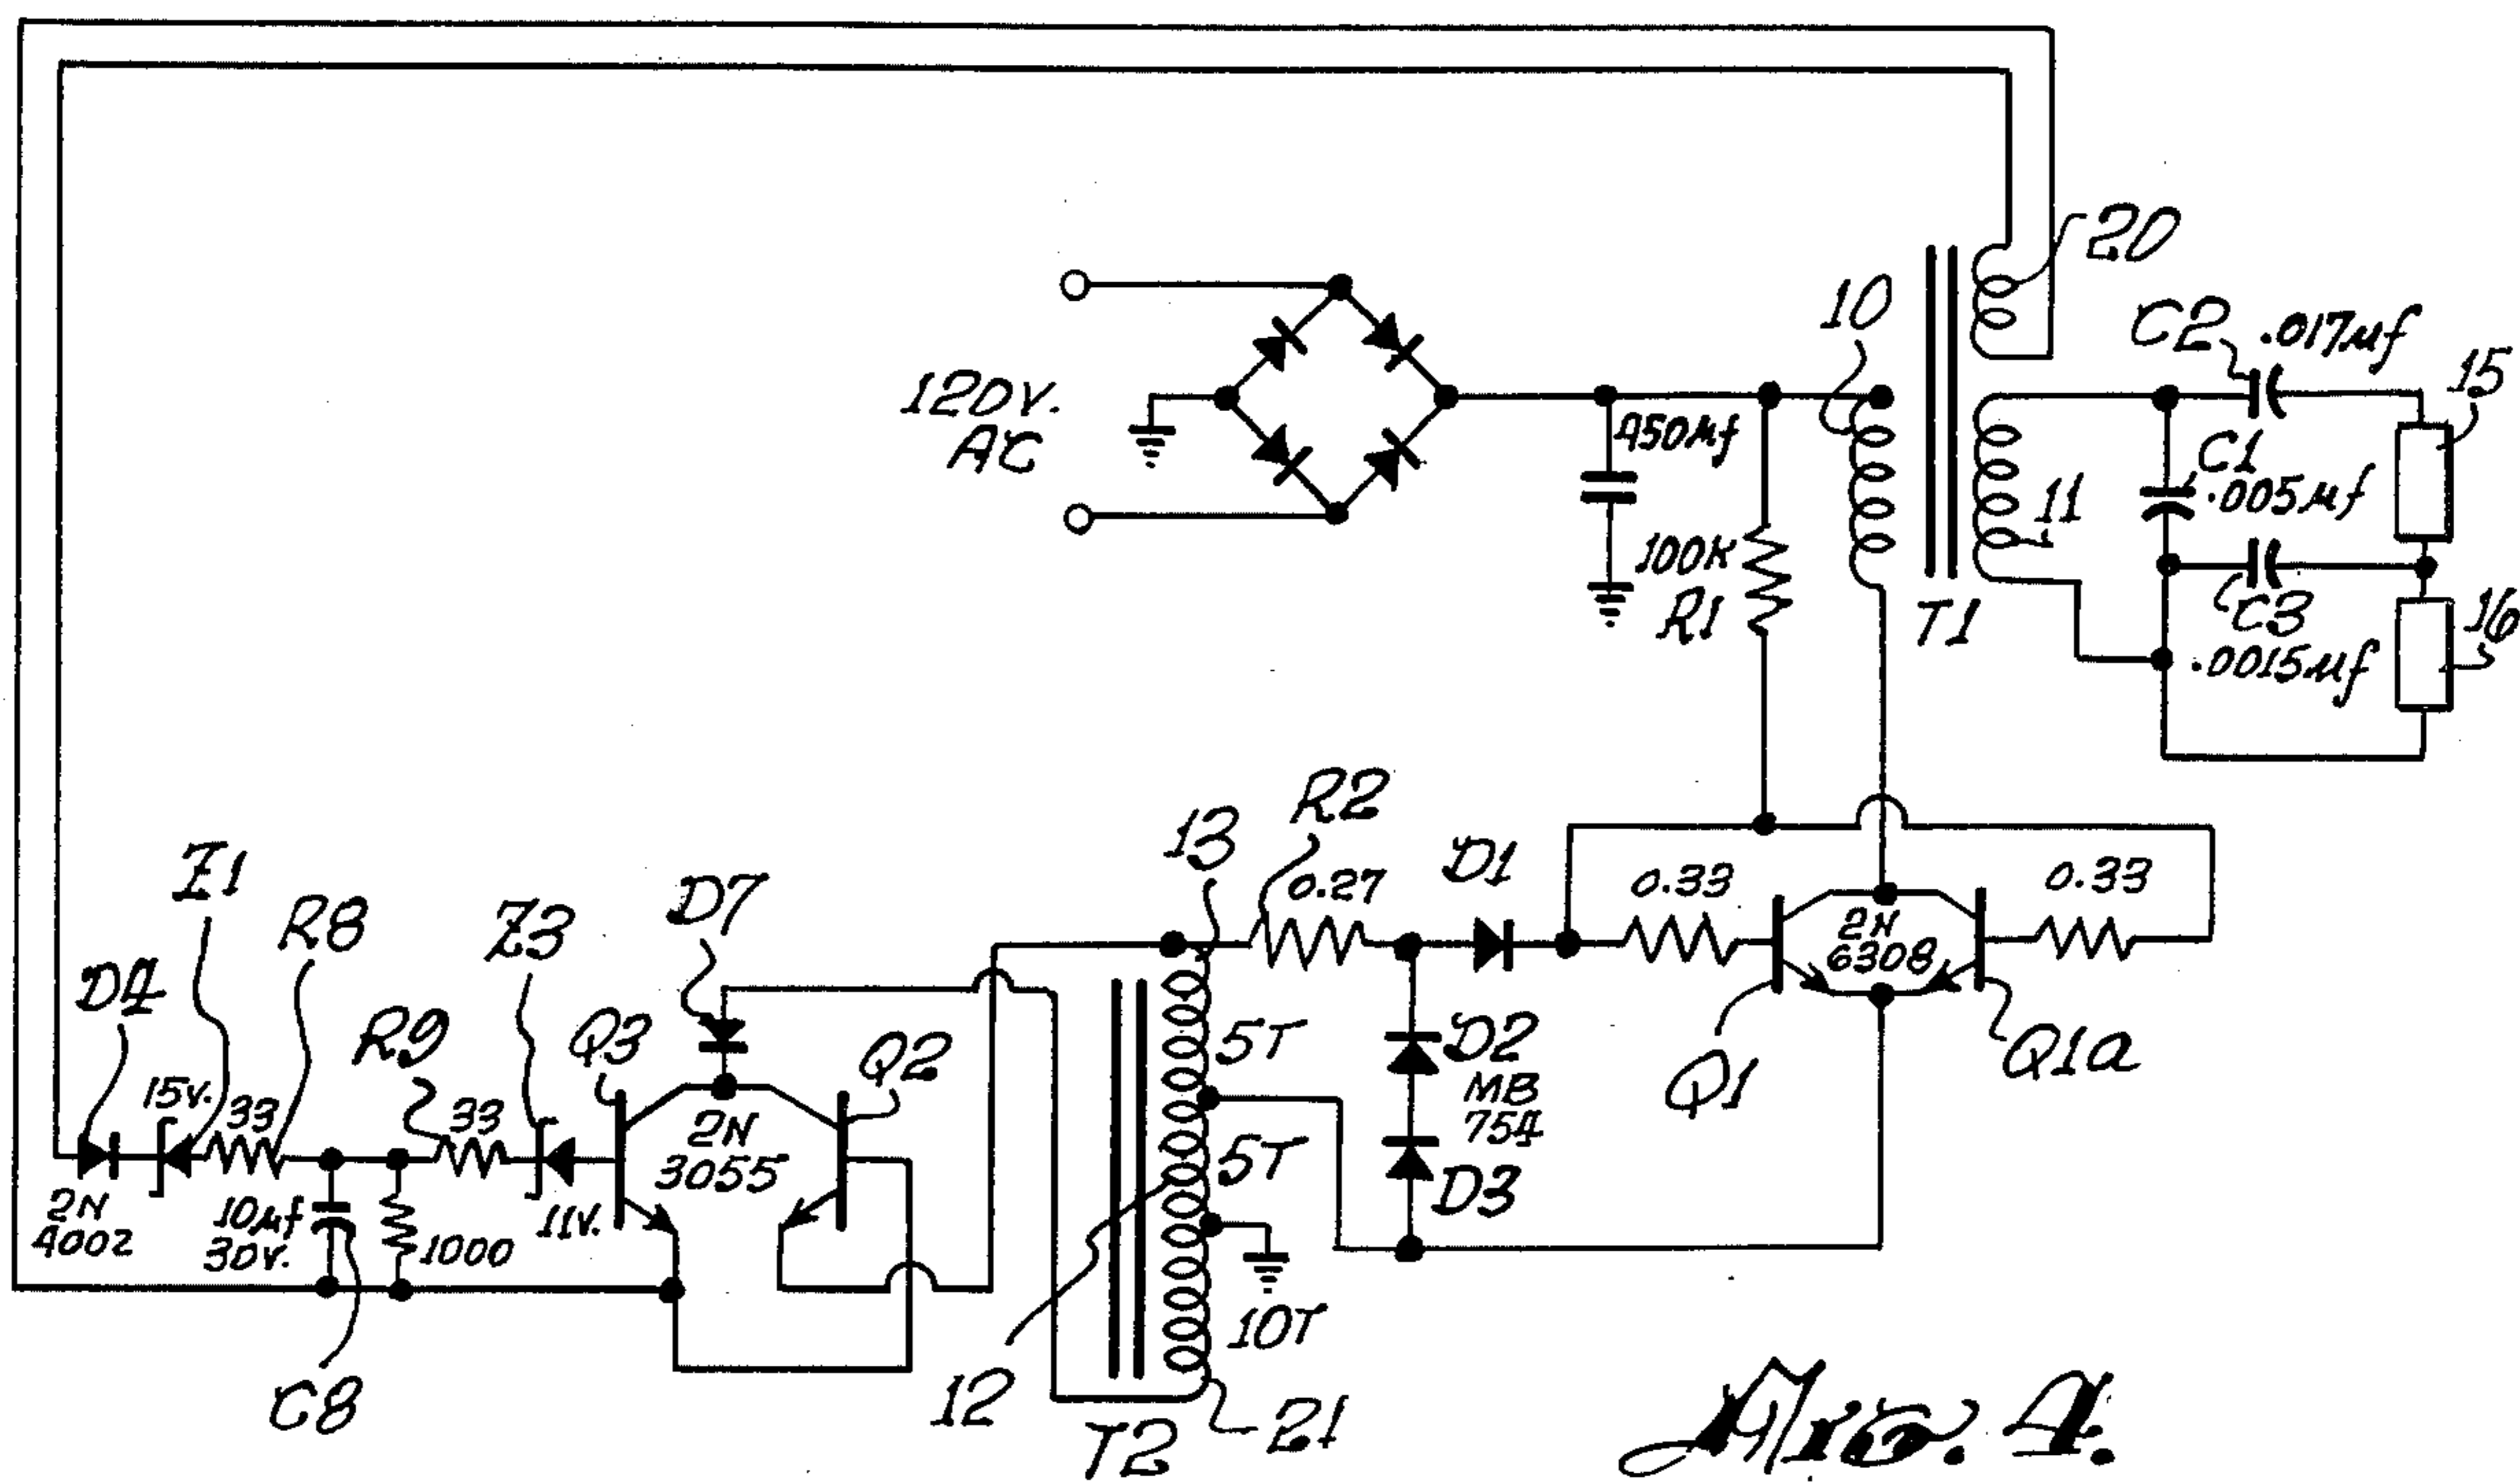 20
10
C2 .017µf
15
120V.
AC
450µf
C1
.005µf
11
100K
R1
T1
C3
.0015µf
16
R2
13
0.27
D1
0.33
0.33
2N
6308
Z1
R8
Z3
D7
D4
R9
Q3
Q2
15V.
33
33
2N
3055
5T
D2
MB
754
Q1
Q1a
5T
D3
2N
4002
10µf
30V.
1000
11V.
10T
12
C8
T2
21
Fig. 4.